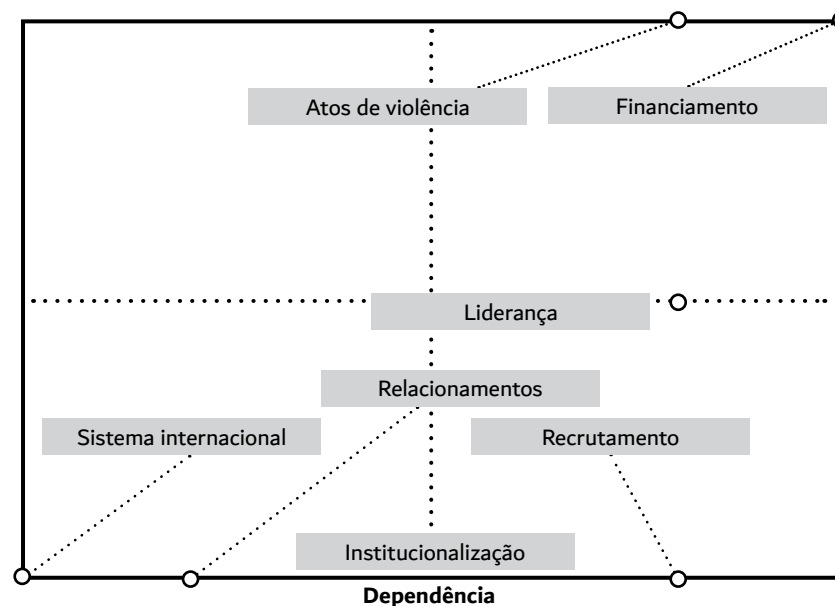 Atos de violência
Financiamento
Liderança
Relacionamentos
Sistema internacional
Recrutamento
Institucionalização
Dependência